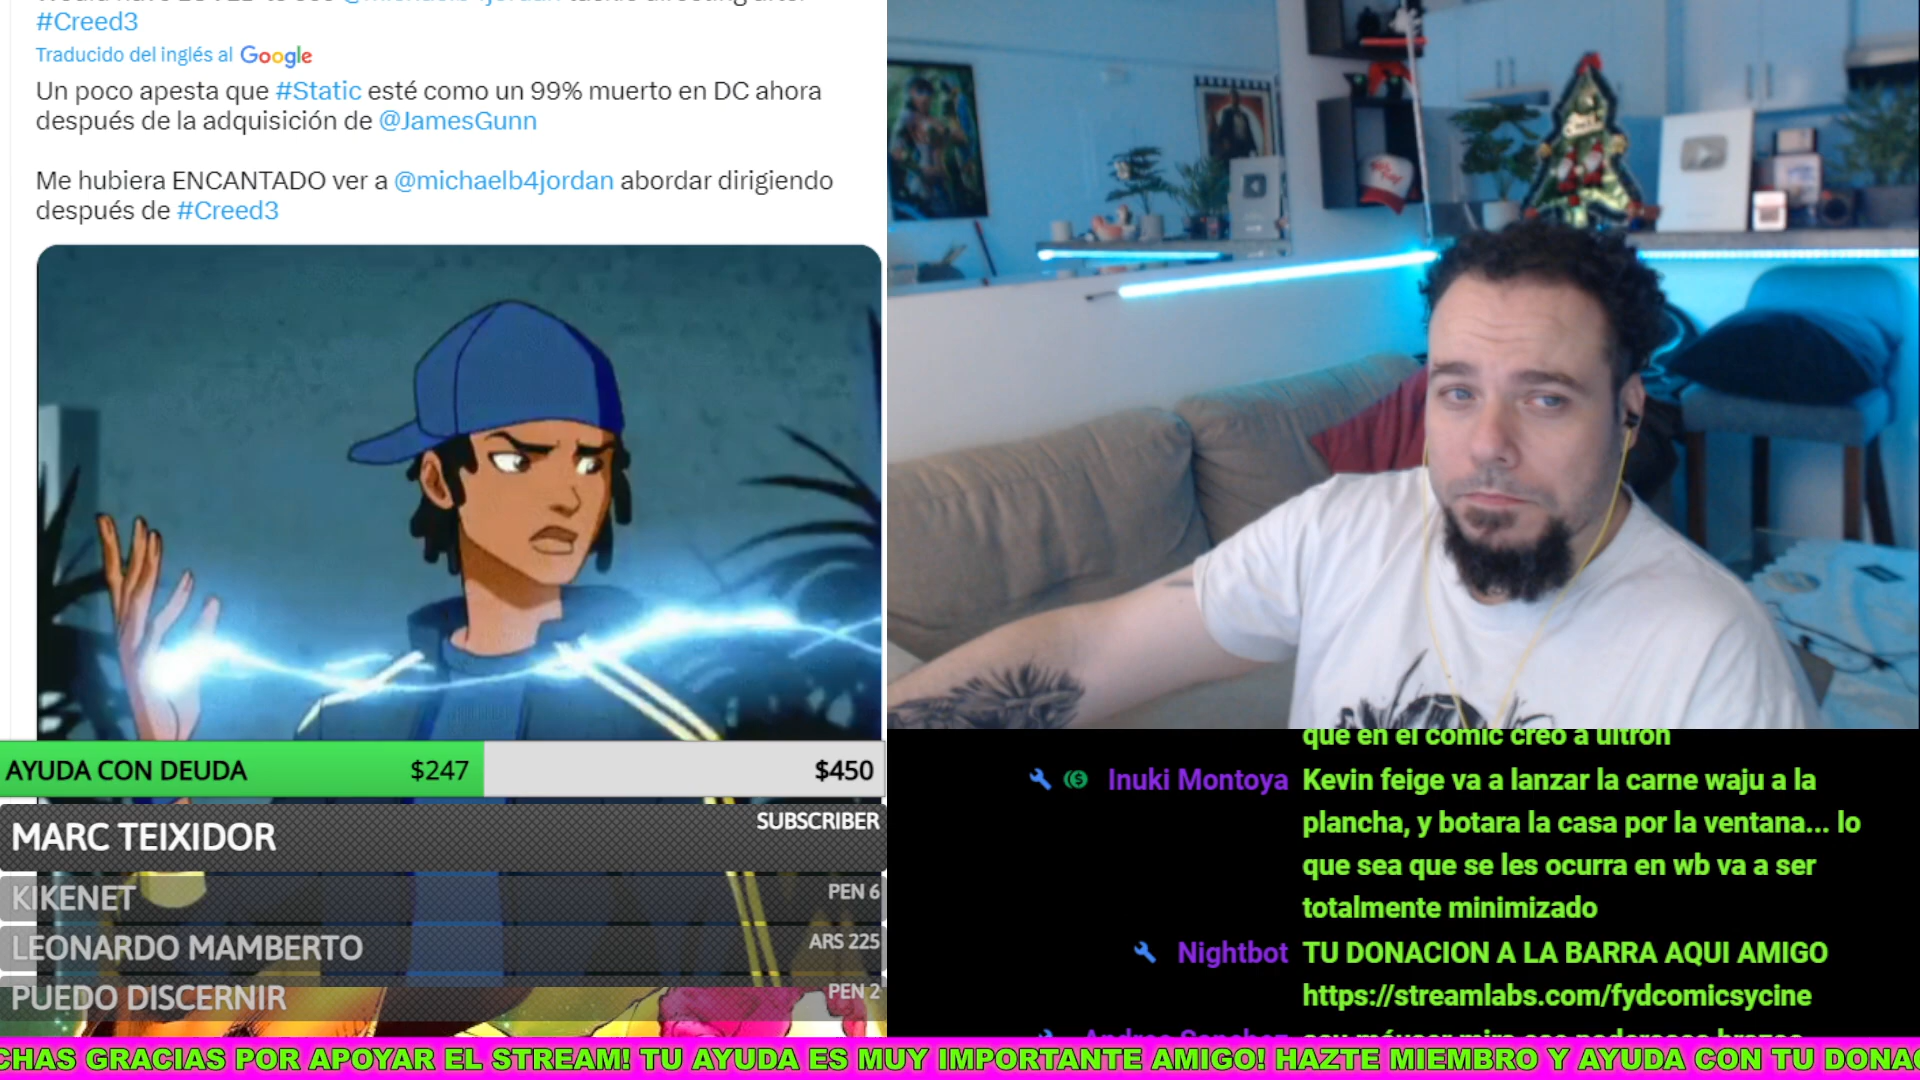 #Creed3
Traducido del inglés al Google
Un poco apesta que #Static esté como un 99% muerto en DC ahora
después de la adquisición de @JamesGunn
Me hubiera ENCANTADO ver a @michaelb4jordan abordar dirigiendo
después de #Creed3
AYUDA CON DEUDA $247 $450
MARC TEIXIDOR SUBSCRIBER
KIKENET PEN 6
LEONARDO MAMBERTO ARS 225
PUEDO DISCERNIR PEN 2
que en el comic creo a ultron
Inuki Montoya Kevin feige va a lanzar la carne waju a la
plancha, y botara la casa por la ventana... lo
que sea que se les ocurra en wb va a ser
totalmente minimizado
Nightbot TU DONACION A LA BARRA AQUI AMIGO
https://streamlabs.com/fydcomicsycine
CHAS GRACIAS POR APOYAR EL STREAM! TU AYUDA ES MUY IMPORTANTE AMIGO! HAZTE MIEMBRO Y AYUDA CON TU DONAC